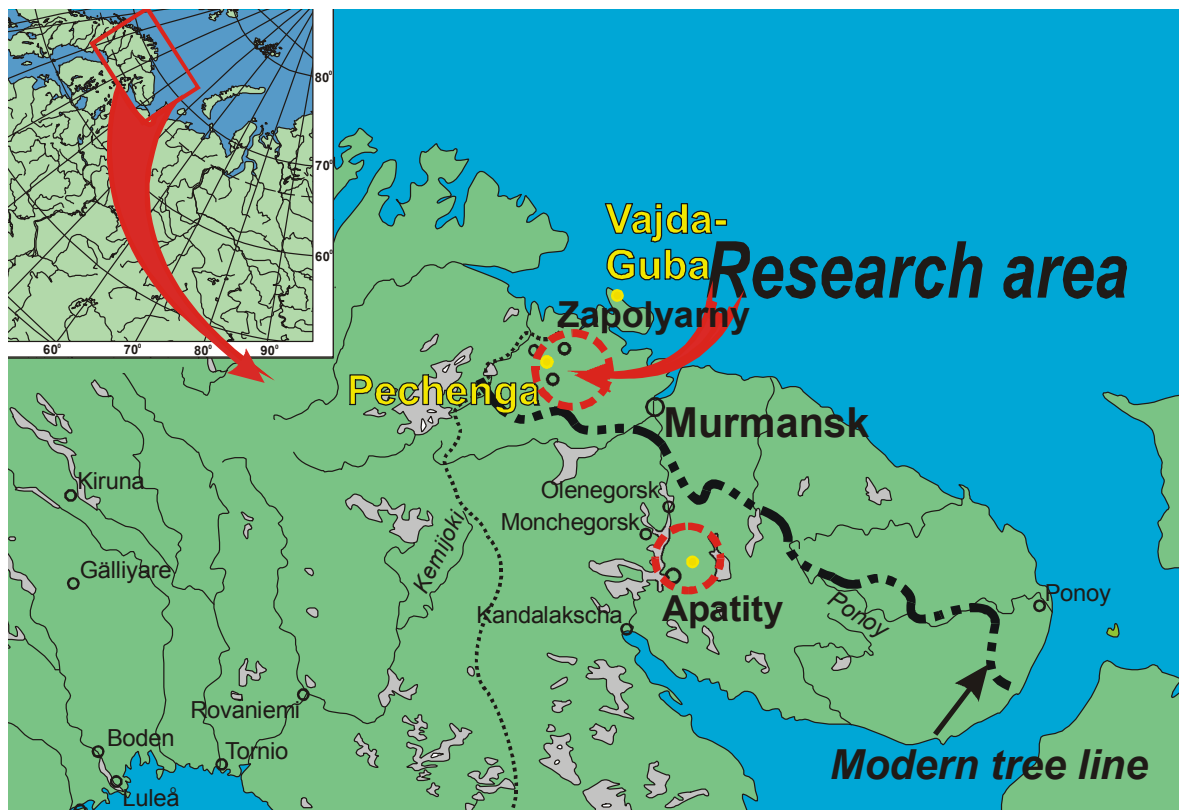 80°
70°
60°
60°
70°
80°
90°
Vajda-
Guba
Research area
Zapolyarny
Pechenga
Murmansk
Kiruna
Olenegorsk
Monchegorsk
Kemijoki
Gälliyare
Apatity
Kandalakscha
Ponoy
Ponoy
Rovaniemi
Boden
Tornio
Modern tree line
Luleå